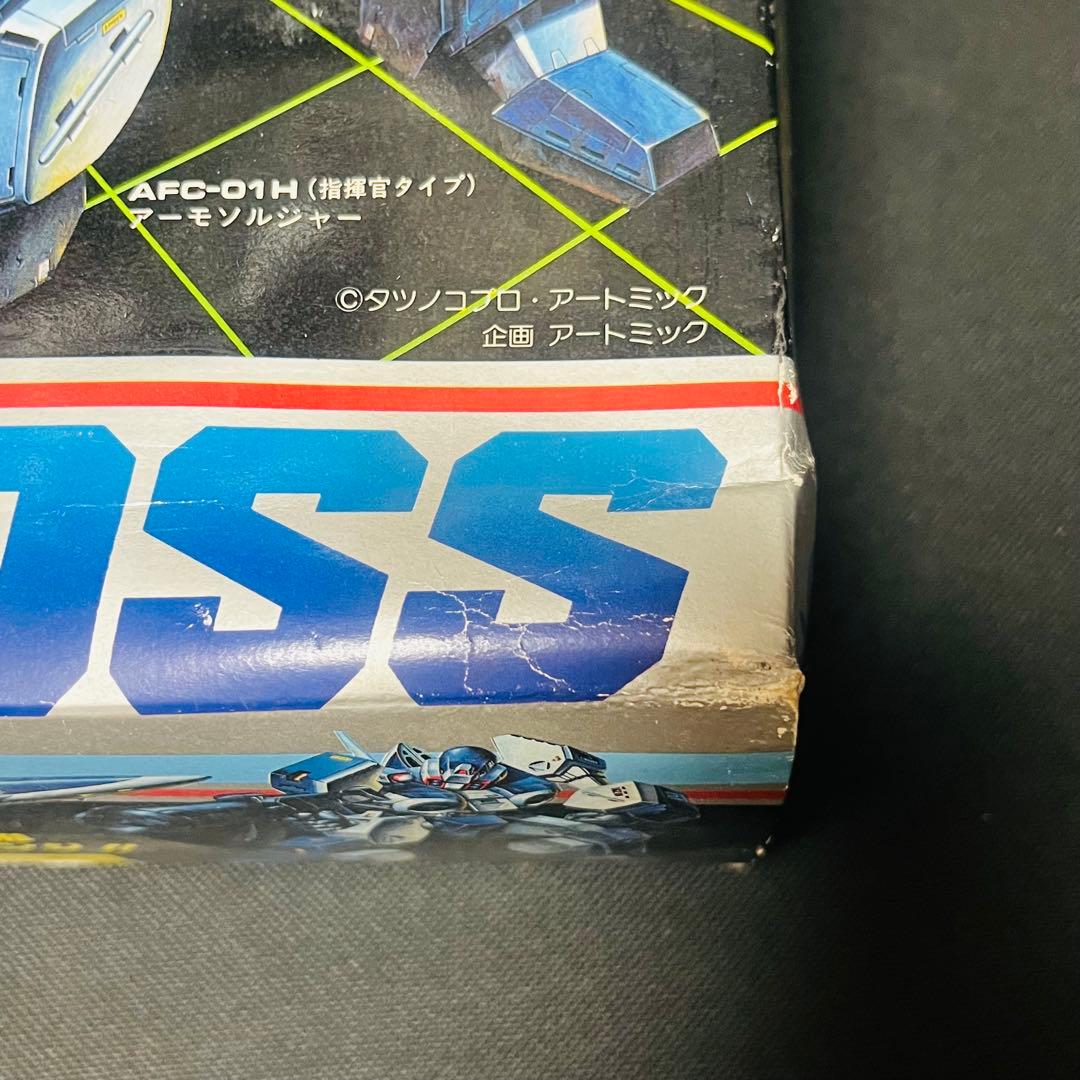 AFC-01H (指揮官タイプ)
アーモソルジャー
©タツノコプロ・アートミック
企画 アートミック
OSS